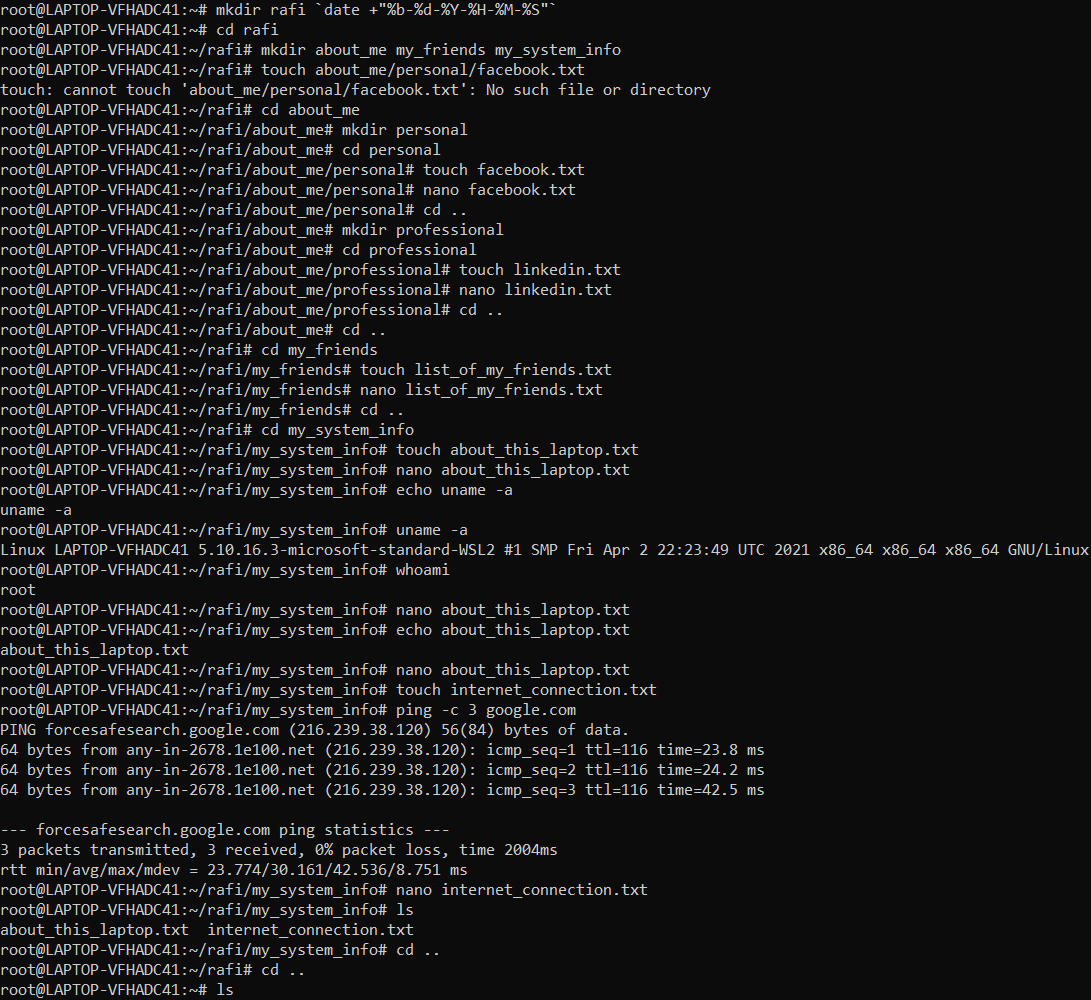 root@LAPTOP-VFHADC41:~# mkdir rafi `date +"%b-%d-%Y-%H-%M-%S"`
root@LAPTOP-VFHADC41:~# cd rafi
root@LAPTOP-VFHADC41:~/rafi# mkdir about_me my_friends my_system_info
root@LAPTOP-VFHADC41:~/rafi# touch about_me/personal/facebook.txt
touch: cannot touch 'about_me/personal/facebook.txt': No such file or directory
root@LAPTOP-VFHADC41:~/rafi# cd about_me
root@LAPTOP-VFHADC41:~/rafi/about_me# mkdir personal
root@LAPTOP-VFHADC41:~/rafi/about_me# cd personal
root@LAPTOP-VFHADC41:~/rafi/about_me/personal# touch facebook.txt
root@LAPTOP-VFHADC41:~/rafi/about_me/personal# nano facebook.txt
root@LAPTOP-VFHADC41:~/rafi/about_me/personal# cd ..
root@LAPTOP-VFHADC41:~/rafi/about_me# mkdir professional
root@LAPTOP-VFHADC41:~/rafi/about_me# cd professional
root@LAPTOP-VFHADC41:~/rafi/about_me/professional# touch linkedin.txt
root@LAPTOP-VFHADC41:~/rafi/about_me/professional# nano linkedin.txt
root@LAPTOP-VFHADC41:~/rafi/about_me/professional# cd ..
root@LAPTOP-VFHADC41:~/rafi/about_me# cd ..
root@LAPTOP-VFHADC41:~/rafi# cd my_friends
root@LAPTOP-VFHADC41:~/rafi/my_friends# touch list_of_my_friends.txt
root@LAPTOP-VFHADC41:~/rafi/my_friends# nano list_of_my_friends.txt
root@LAPTOP-VFHADC41:~/rafi/my_friends# cd ..
root@LAPTOP-VFHADC41:~/rafi# cd my_system_info
root@LAPTOP-VFHADC41:~/rafi/my_system_info# touch about_this_laptop.txt
root@LAPTOP-VFHADC41:~/rafi/my_system_info# nano about_this_laptop.txt
root@LAPTOP-VFHADC41:~/rafi/my_system_info# echo uname -a
uname -a
root@LAPTOP-VFHADC41:~/rafi/my_system_info# uname -a
Linux LAPTOP-VFHADC41 5.10.16.3-microsoft-standard-WSL2 #1 SMP Fri Apr 2 22:23:49 UTC 2021 x86_64 x86_64 x86_64 GNU/Linux
root@LAPTOP-VFHADC41:~/rafi/my_system_info# whoami
root
root@LAPTOP-VFHADC41:~/rafi/my_system_info# nano about_this_laptop.txt
root@LAPTOP-VFHADC41:~/rafi/my_system_info# echo about_this_laptop.txt
about_this_laptop.txt
root@LAPTOP-VFHADC41:~/rafi/my_system_info# nano about_this_laptop.txt
root@LAPTOP-VFHADC41:~/rafi/my_system_info# touch internet_connection.txt
root@LAPTOP-VFHADC41:~/rafi/my_system_info# ping -c 3 google.com
PING forcesafesearch.google.com (216.239.38.120) 56(84) bytes of data.
64 bytes from any-in-2678.1e100.net (216.239.38.120): icmp_seq=1 ttl=116 time=23.8 ms
64 bytes from any-in-2678.1e100.net (216.239.38.120): icmp_seq=2 ttl=116 time=24.2 ms
64 bytes from any-in-2678.1e100.net (216.239.38.120): icmp_seq=3 ttl=116 time=42.5 ms
--- forcesafesearch.google.com ping statistics ---
3 packets transmitted, 3 received, 0% packet loss, time 2004ms
rtt min/avg/max/mdev = 23.774/30.161/42.536/8.751 ms
root@LAPTOP-VFHADC41:~/rafi/my_system_info# nano internet_connection.txt
root@LAPTOP-VFHADC41:~/rafi/my_system_info# ls
about_this_laptop.txt  internet_connection.txt
root@LAPTOP-VFHADC41:~/rafi/my_system_info# cd ..
root@LAPTOP-VFHADC41:~/rafi# cd ..
root@LAPTOP-VFHADC41:~# ls